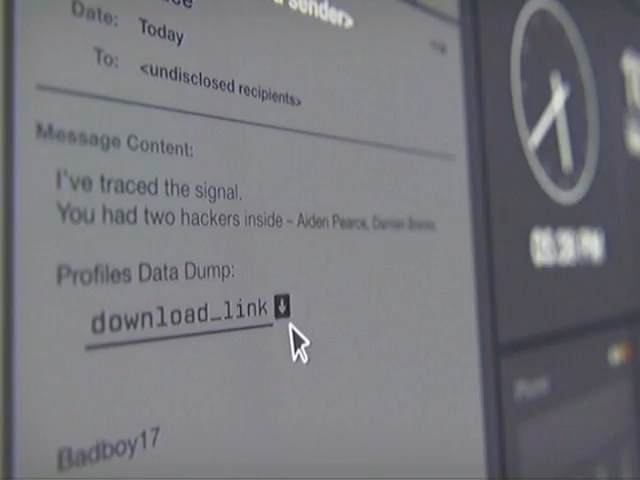 sender>
Date: Today
To: <undisclosed recipients>
Message Content:
I've traced the signal.
You had two hackers inside – Aiden Pearce, Damien Brenks
Profiles Data Dump:
download_link
Badboy17